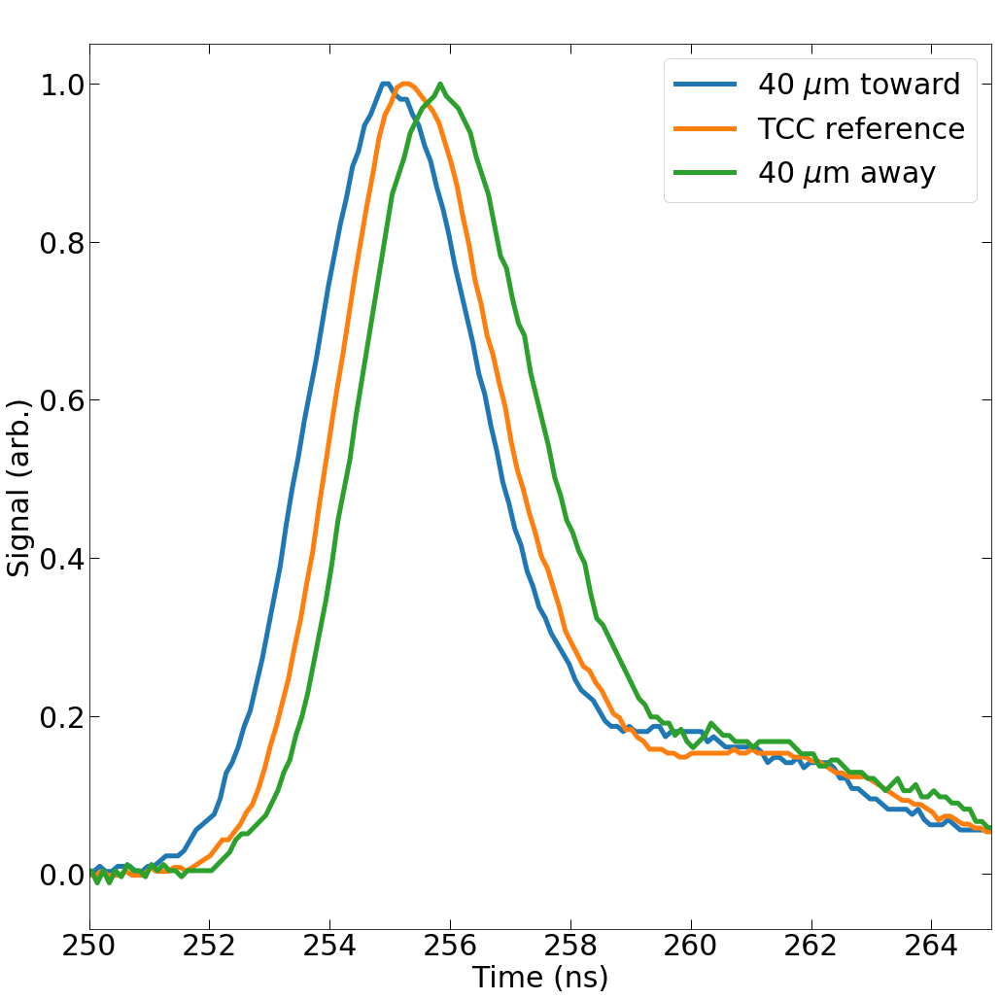 40 μm toward
TCC reference
40 μm away
1.0
0.8
0.6
0.4
0.2
0.0
Signal (arb.)
250 252 254 256 258 260 262 264
Time (ns)